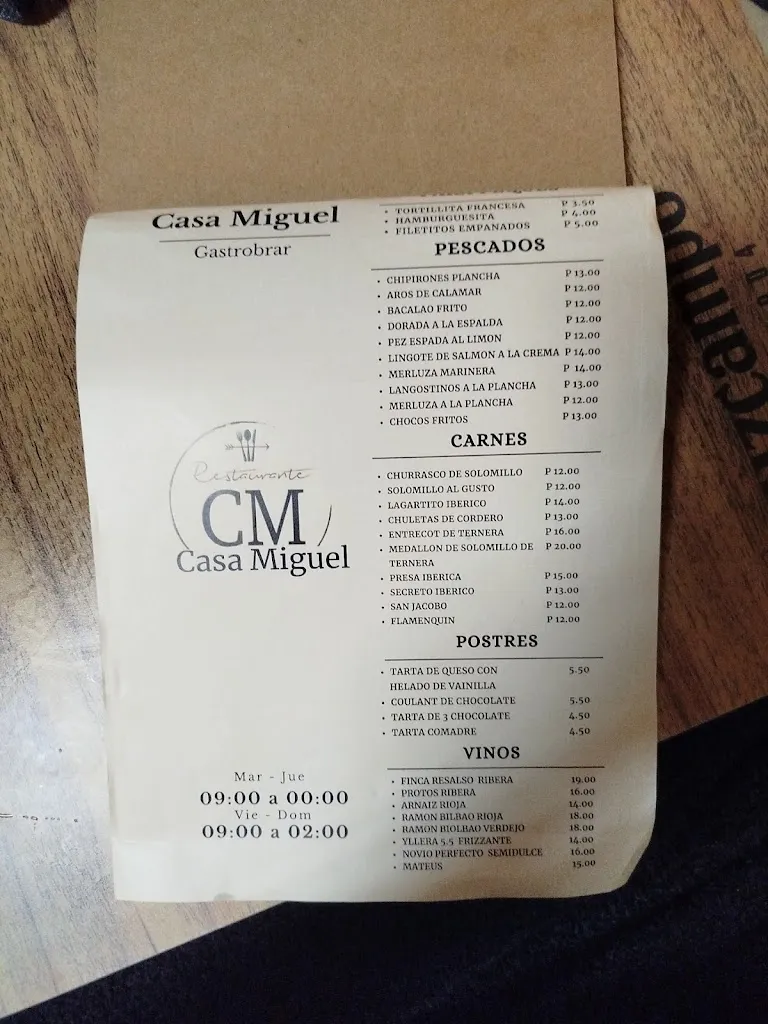 Casa Miguel
Gastrobrar
Restaurante
CM
Casa Miguel
Mar - Jue
09:00 a 00:00
Vie - Dom
09:00 a 02:00
• TORTILLITA FRANCESA P 3.50
• HAMBURGUESITA P 4.00
• FILETITOS EMPANADOS P 5.00
PESCADOS
• CHIPIRONES PLANCHA P 13.00
• AROS DE CALAMAR P 12.00
• BACALAO FRITO P 12.00
• DORADA A LA ESPALDA P 12.00
• PEZ ESPADA AL LIMON P 12.00
• LINGOTE DE SALMON A LA CREMA P 14.00
• MERLUZA MARINERA P 14.00
• LANGOSTINOS A LA PLANCHA P 13.00
• MERLUZA A LA PLANCHA P 12.00
• CHOCOS FRITOS P 13.00
CARNES
• CHURRASCO DE SOLOMILLO P 12.00
• SOLOMILLO AL GUSTO P 12.00
• LAGARTITO IBERICO P 14.00
• CHULETAS DE CORDERO P 13.00
• ENTRECOT DE TERNERA P 16.00
• MEDALLON DE SOLOMILLO DE P 20.00
TERNERA
• PRESA IBERICA P 15.00
• SECRETO IBERICO P 13.00
• SAN JACOBO P 12.00
• FLAMENQUIN P 12.00
POSTRES
• TARTA DE QUESO CON 5.50
HELADO DE VAINILLA
• COULANT DE CHOCOLATE 5.50
• TARTA DE 3 CHOCOLATE 4.50
• TARTA COMADRE 4.50
VINOS
• FINCA RESALSO RIBERA 19.00
• PROTOS RIBERA 16.00
• ARNAIZ RIOJA 14.00
• RAMON BILBAO RIOJA 18.00
• RAMON BIOLBAO VERDEJO 18.00
• YLLERA 5.5 FRIZZANTE 14.00
• NOVIO PERFECTO SEMIDULCE 16.00
• MATEUS 15.00